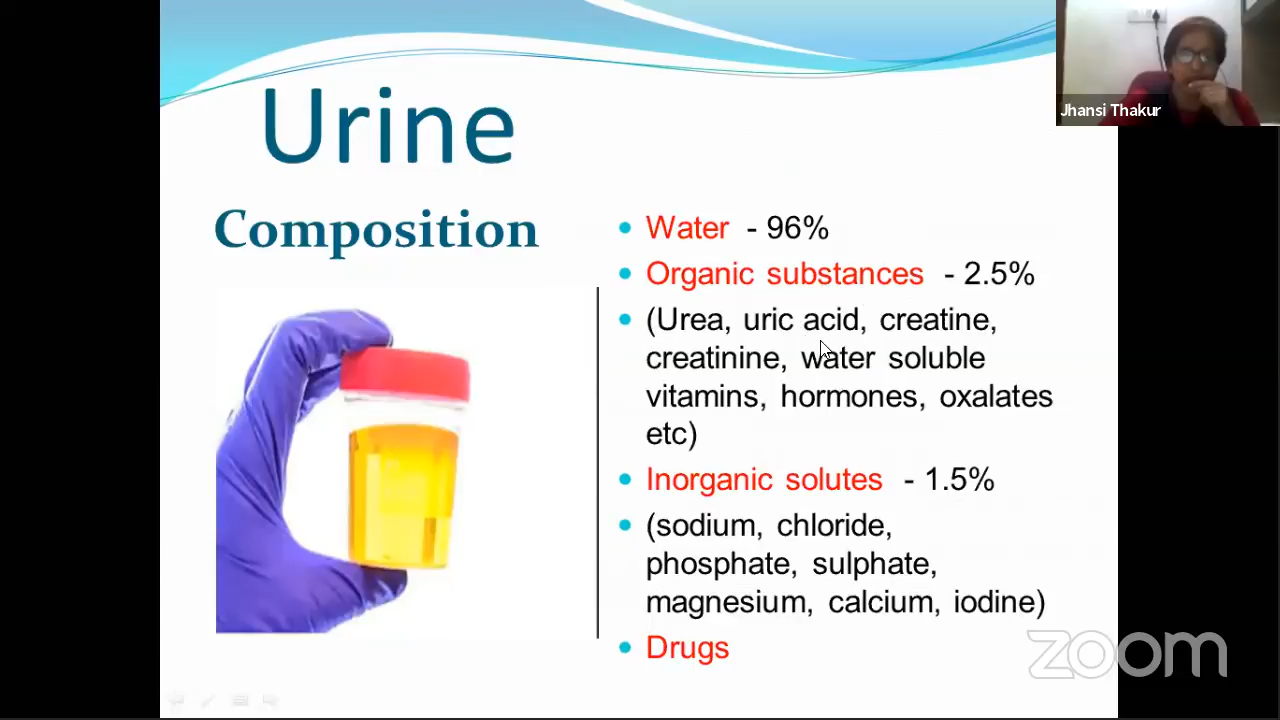 Jhansi Thakur
Urine
Composition
Water - 96%
Organic substances - 2.5%
(Urea, uric acid, creatine,
creatinine, water soluble
vitamins, hormones, oxalates
etc)
Inorganic solutes - 1.5%
(sodium, chloride,
phosphate, sulphate,
magnesium, calcium, iodine)
Drugs
zoom